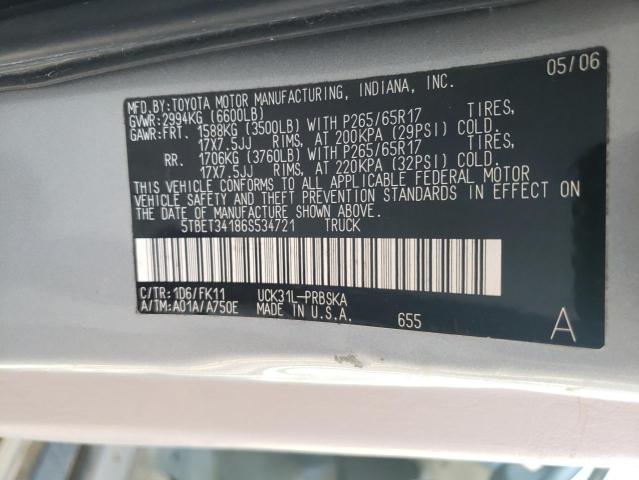 05/06
MFD.BY:TOYOTA MOTOR MANUFACTURING, INDIANA, INC.
GVWR:2994KG (6600LB)
GAWR:FRT. 1588KG (3500LB) WITH P265/65R17 TIRES,
17X7.5JJ RIMS, AT 200KPA (29PSI) COLD.
RR. 1706KG (3760LB) WITH P265/65R17 TIRES,
17X7.5JJ RIMS, AT 220KPA (32PSI) COLD.
THIS VEHICLE CONFORMS TO ALL APPLICABLE FEDERAL MOTOR
VEHICLE SAFETY AND THEFT PREVENTION STANDARDS IN EFFECT ON
THE DATE OF MANUFACTURE SHOWN ABOVE.
5TBET34186S534721 TRUCK
C/TR:1D6/FK11 UCK31L-PRBSKA
A/TM:A01A/A750E MADE IN U.S.A. 655 A